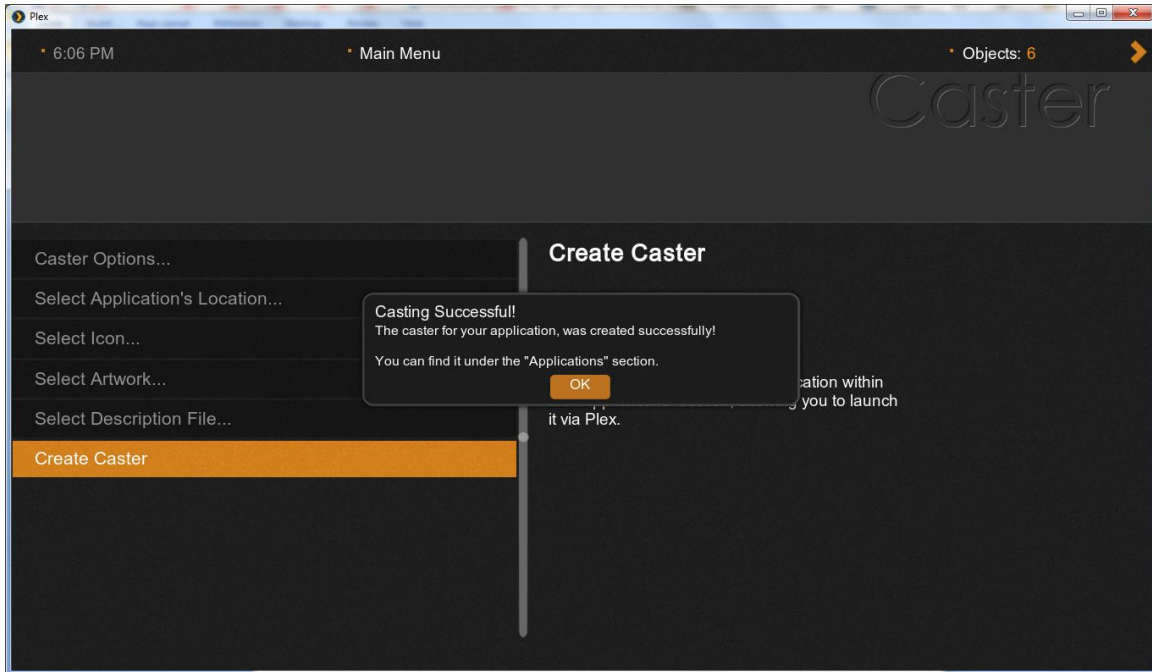 Plex
6:06 PM
Main Menu
Objects: 6
Caster
Caster Options...
Select Application's Location...
Select Icon...
Select Artwork...
Select Description File...
Create Caster
Create Caster
Casting Successful!
The caster for your application, was created successfully!
You can find it under the "Applications" section.
OK
within
you to launch
it via Plex.